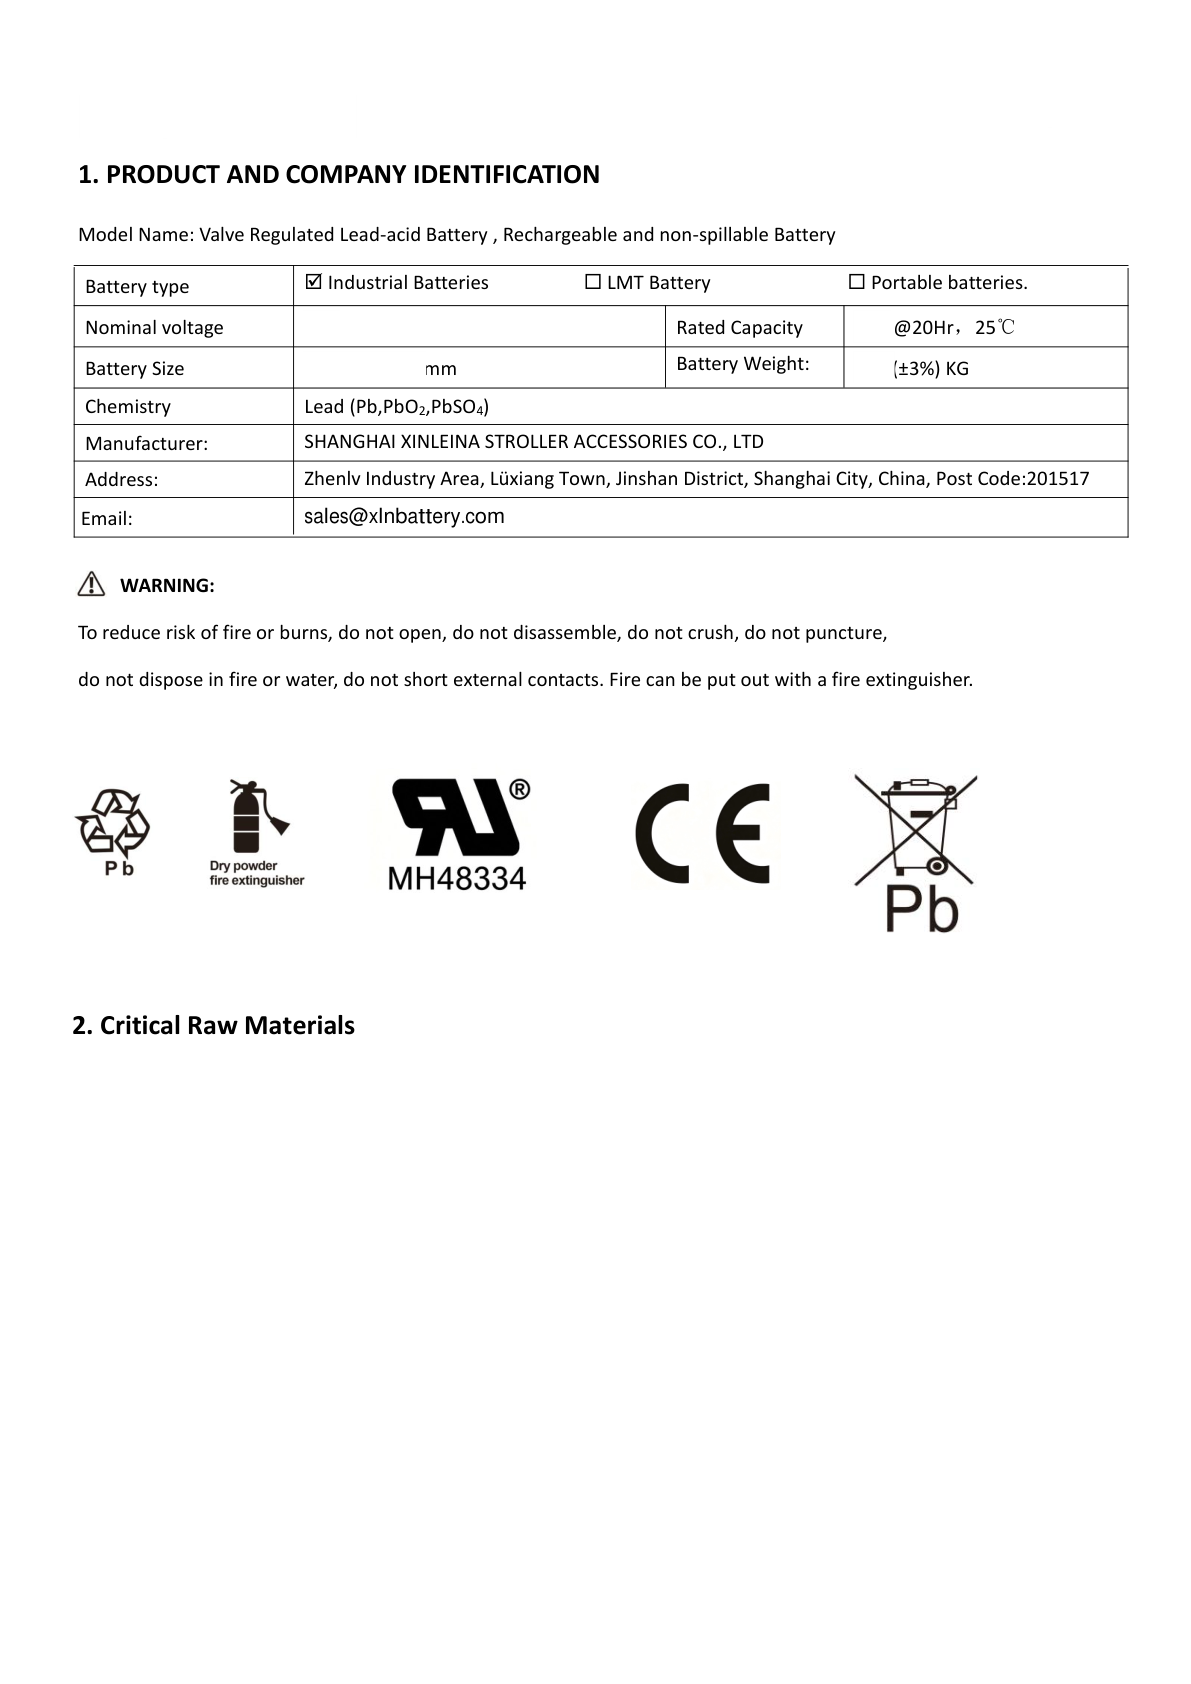 1. PRODUCT AND COMPANY IDENTIFICATION
Model Name: Valve Regulated Lead-acid Battery , Rechargeable and non-spillable Battery
Battery type ☑ Industrial Batteries ☐ LMT Battery ☐ Portable batteries.
Nominal voltage Rated Capacity @20Hr，25℃
Battery Size mm Battery Weight: (±3%) KG
Chemistry Lead (Pb,PbO₂,PbSO₄)
Manufacturer: SHANGHAI XINLEINA STROLLER ACCESSORIES CO., LTD
Address: Zhenlv Industry Area, Lüxiang Town, Jinshan District, Shanghai City, China, Post Code:201517
Email: sales@xlnbattery.com
⚠ WARNING:
To reduce risk of fire or burns, do not open, do not disassemble, do not crush, do not puncture,
do not dispose in fire or water, do not short external contacts. Fire can be put out with a fire extinguisher.
Pb
Dry powder
fire extinguisher
RU®
MH48334
CE
Pb
2. Critical Raw Materials